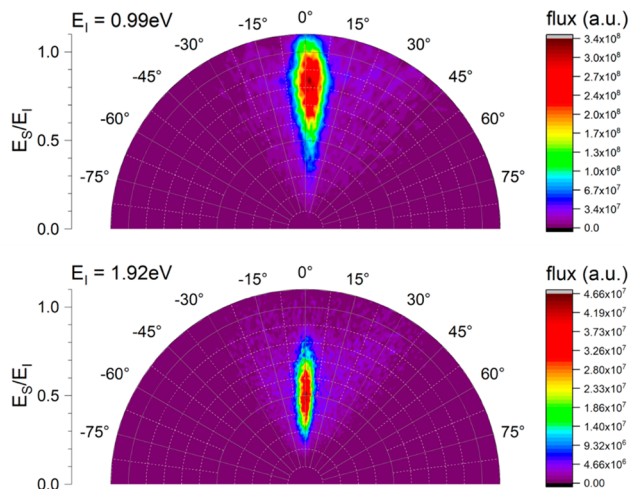 E_I = 0.99eV
flux (a.u.)
1.0
0.5
0.0
E_S/E_I
-75°
-60°
-45°
-30°
-15°
0°
15°
30°
45°
60°
75°
3.4x10^8
3.0x10^8
2.7x10^8
2.4x10^8
2.0x10^8
1.7x10^8
1.3x10^8
1.0x10^8
6.7x10^7
3.4x10^7
0.0
E_I = 1.92eV
flux (a.u.)
1.0
0.5
0.0
E_S/E_I
-75°
-60°
-45°
-30°
-15°
0°
15°
30°
45°
60°
75°
4.66x10^7
4.19x10^7
3.73x10^7
3.26x10^7
2.80x10^7
2.33x10^7
1.86x10^7
1.40x10^7
9.32x10^6
4.66x10^6
0.00